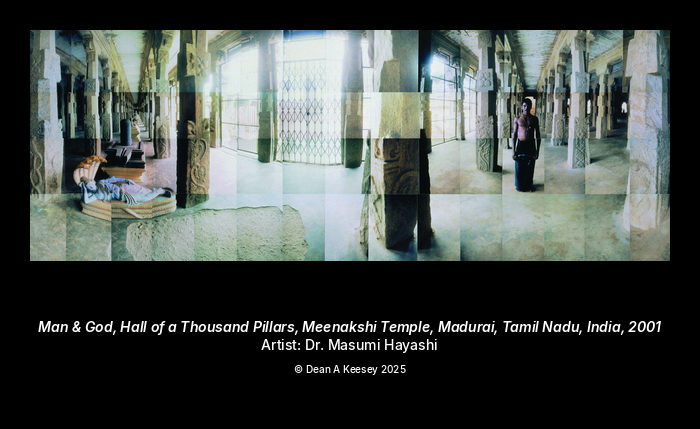 Man & God, Hall of a Thousand Pillars, Meenakshi Temple, Madurai, Tamil Nadu, India, 2001
Artist: Dr. Masumi Hayashi
© Dean A Keesey 2025